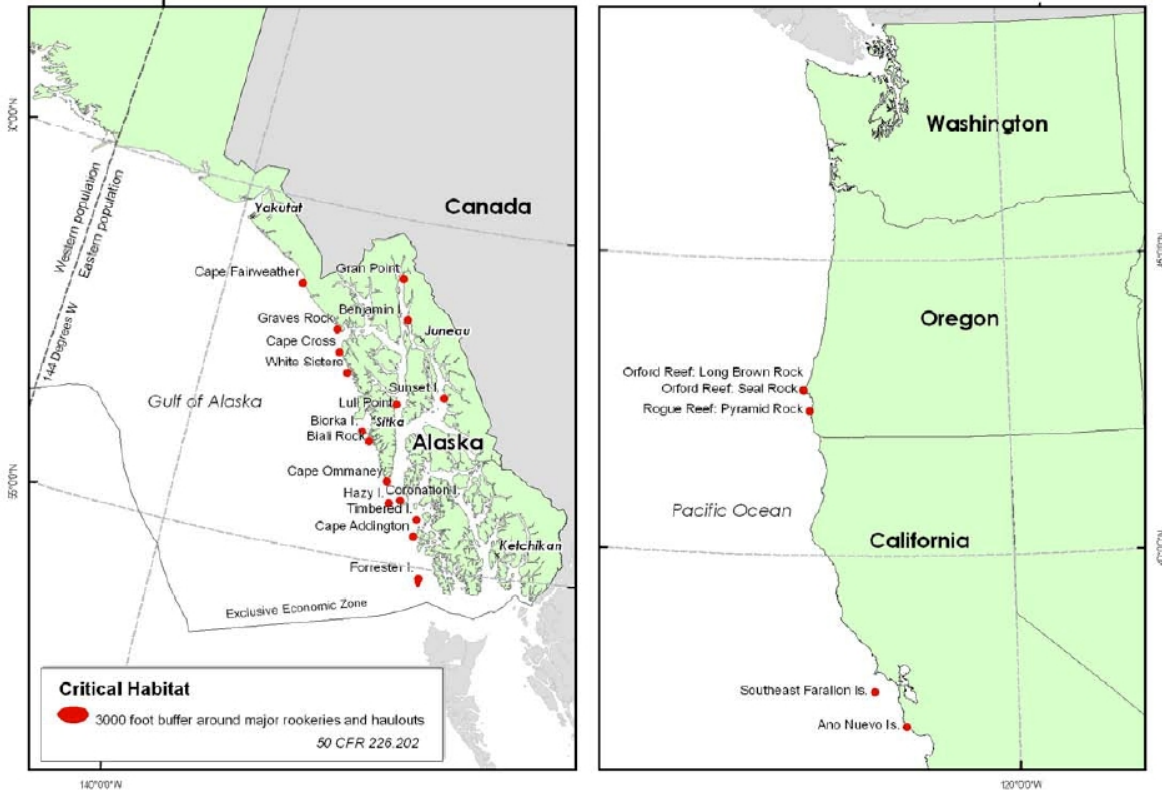 Canada
Yakutat
Western population
Eastern population
144 Degrees W
Cape Fairweather
Gran Point
Benjamin I.
Graves Rock
Juneau
Cape Cross
White Sisters
Sunset I.
Gulf of Alaska
Lull Point
Biorka I.
Sitka
Biali Rock
Alaska
Cape Ommaney
Hazy I.
Coronation I.
Timbered I.
Cape Addington
Ketchikan
Forrester I.
Exclusive Economic Zone
Critical Habitat
3000 foot buffer around major rookeries and haulouts
50 CFR 226.202
55°0'0"N
140°0'0"W
Washington
Oregon
Orford Reef: Long Brown Rock
Orford Reef: Seal Rock
Rogue Reef: Pyramid Rock
Pacific Ocean
California
Southeast Farallon Is.
Ano Nuevo Is.
120°0'0"W